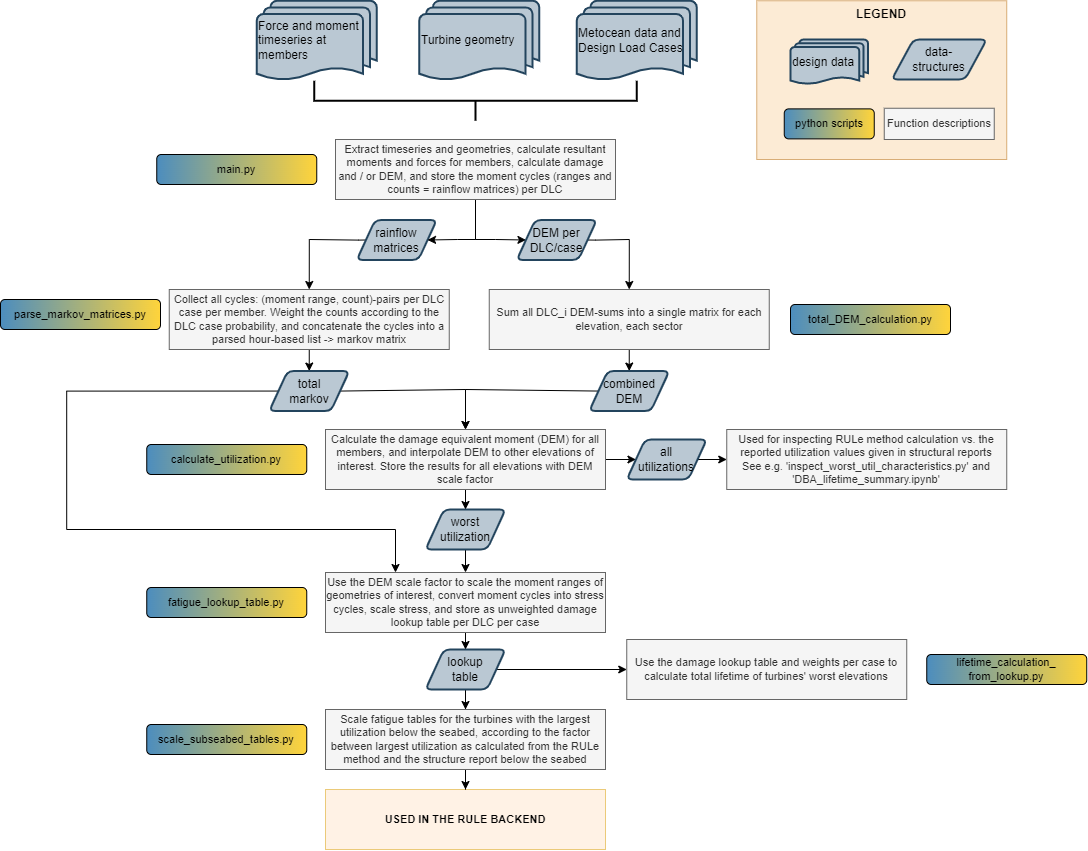 Force and moment
timeseries at
members
Turbine geometry
Metocean data and
Design Load Cases
LEGEND
design data
data-
structures
python scripts
Function descriptions
main.py
Extract timeseries and geometries, calculate resultant
moments and forces for members, calculate damage
and / or DEM, and store the moment cycles (ranges and
counts = rainflow matrices) per DLC
rainflow
matrices
DEM per
DLC/case
parse_markov_matrices.py
Collect all cycles: (moment range, count)-pairs per DLC
case per member. Weight the counts according to the
DLC case probability, and concatenate the cycles into a
parsed hour-based list -> markov matrix
Sum all DLC_i DEM-sums into a single matrix for each
elevation, each sector
total_DEM_calculation.py
total
markov
combined
DEM
calculate_utilization.py
Calculate the damage equivalent moment (DEM) for all
members, and interpolate DEM to other elevations of
interest. Store the results for all elevations with DEM
scale factor
all
utilizations
Used for inspecting RULe method calculation vs. the
reported utilization values given in structural reports
See e.g. 'inspect_worst_util_characteristics.py' and
'DBA_lifetime_summary.ipynb'
worst
utilization
fatigue_lookup_table.py
Use the DEM scale factor to scale the moment ranges of
geometries of interest, convert moment cycles into stress
cycles, scale stress, and store as unweighted damage
lookup table per DLC per case
lookup
table
Use the damage lookup table and weights per case to
calculate total lifetime of turbines' worst elevations
lifetime_calculation_
from_lookup.py
scale_subseabed_tables.py
Scale fatigue tables for the turbines with the largest
utilization below the seabed, according to the factor
between largest utilization as calculated from the RULe
method and the structure report below the seabed
USED IN THE RULE BACKEND